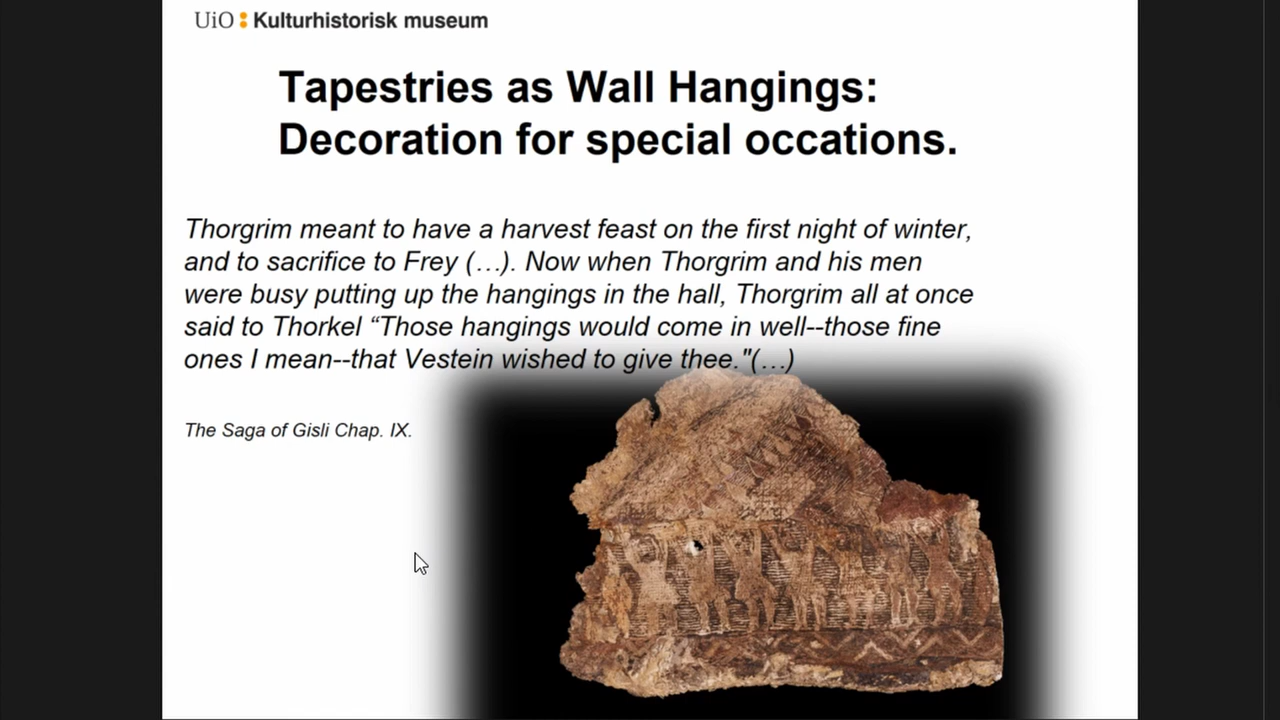 UiO : Kulturhistorisk museum
Tapestries as Wall Hangings:
Decoration for special occations.
Thorgrim meant to have a harvest feast on the first night of winter,
and to sacrifice to Frey (…). Now when Thorgrim and his men
were busy putting up the hangings in the hall, Thorgrim all at once
said to Thorkel “Those hangings would come in well--those fine
ones I mean--that Vestein wished to give thee."(…)
The Saga of Gisli Chap. IX.